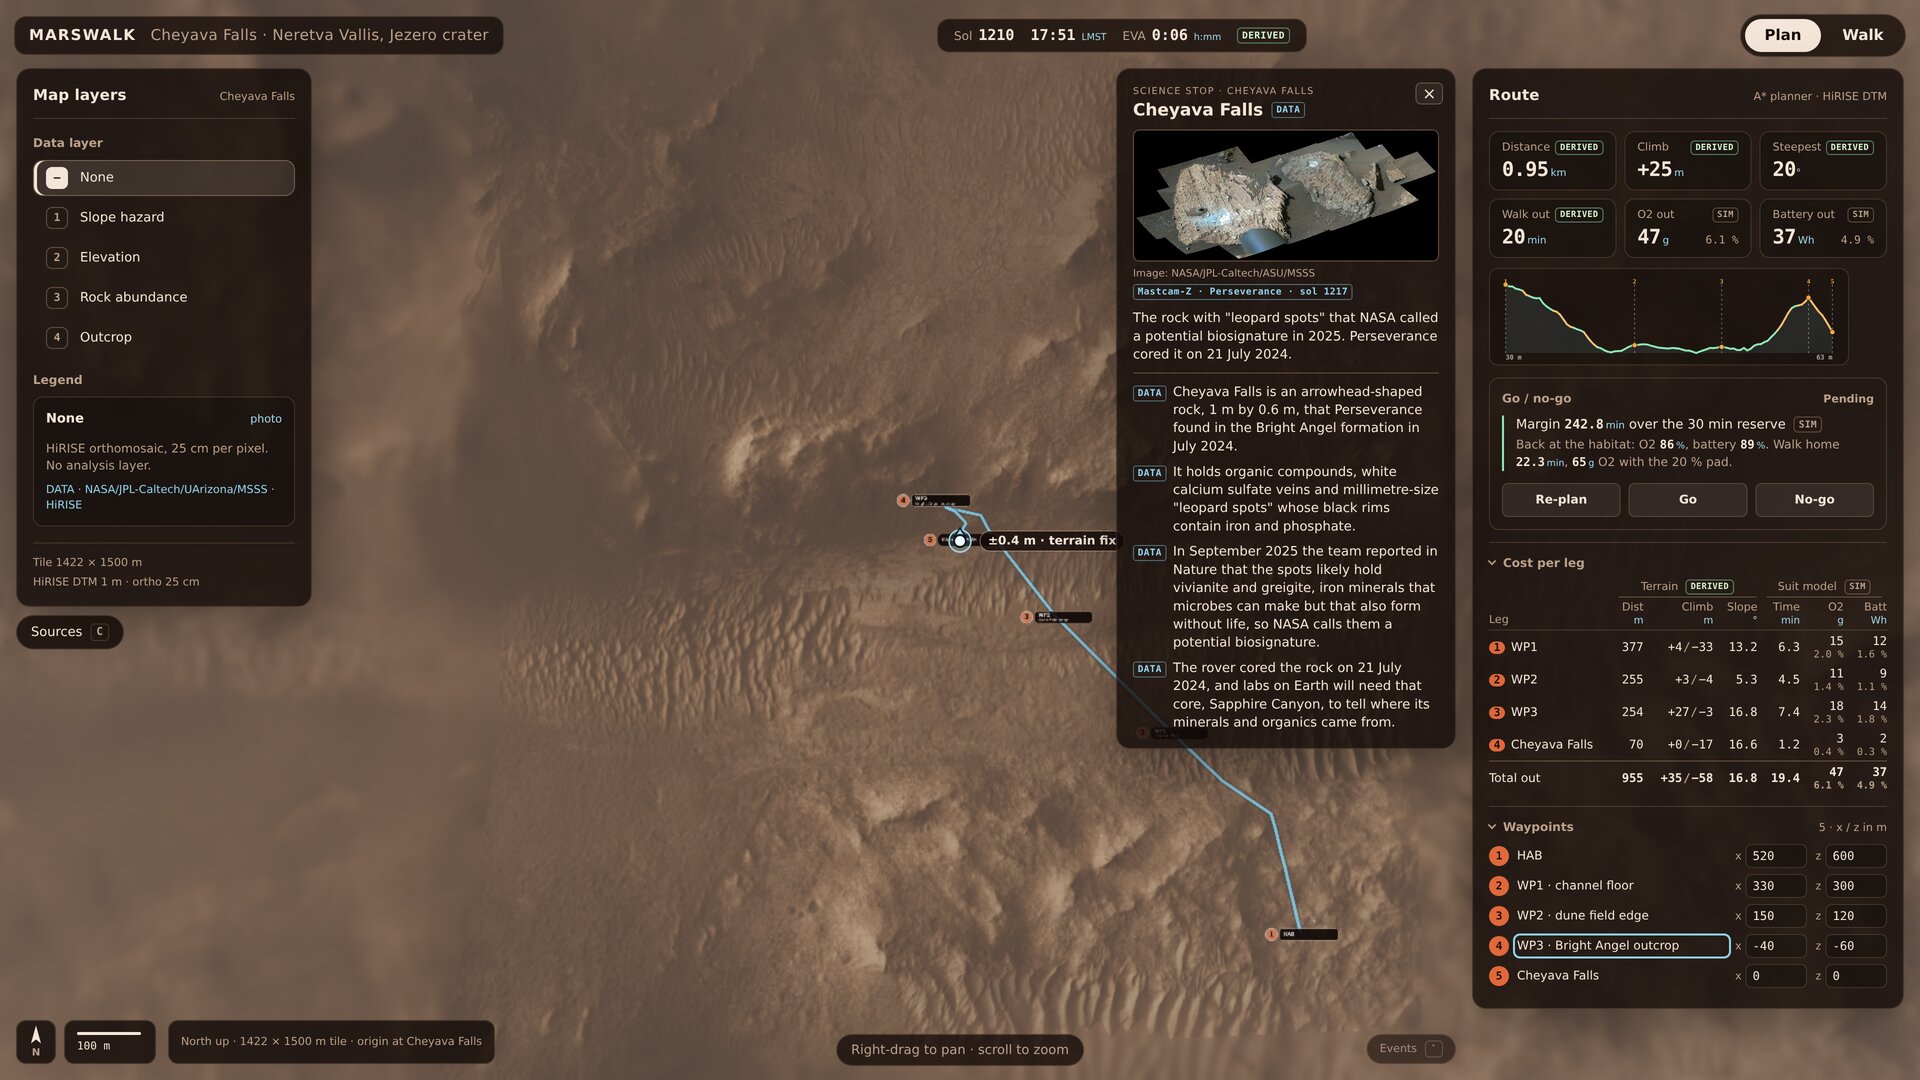 MARSWALK Cheyava Falls · Neretva Vallis, Jezero crater
Sol 1210 17:51 LMST EVA 0:06 h:mm DERIVED
Plan Walk
Map layers Cheyava Falls
Data layer
– None
1 Slope hazard
2 Elevation
3 Rock abundance
4 Outcrop
Legend
None photo
HiRISE orthomosaic, 25 cm per pixel.
No analysis layer.
DATA · NASA/JPL-Caltech/UArizona/MSSS ·
HiRISE
Tile 1422 × 1500 m
HiRISE DTM 1 m · ortho 25 cm
Sources C
4 WP3
5
±0.4 m · terrain fix
3 WP2
2 WP1
1 HAB
SCIENCE STOP · CHEYAVA FALLS
Cheyava Falls DATA
Image: NASA/JPL-Caltech/ASU/MSSS
Mastcam-Z · Perseverance · sol 1217
The rock with "leopard spots" that NASA called
a potential biosignature in 2025. Perseverance
cored it on 21 July 2024.
DATA Cheyava Falls is an arrowhead-shaped
rock, 1 m by 0.6 m, that Perseverance
found in the Bright Angel formation in
July 2024.
DATA It holds organic compounds, white
calcium sulfate veins and millimetre-size
"leopard spots" whose black rims
contain iron and phosphate.
DATA In September 2025 the team reported in
Nature that the spots likely hold
vivianite and greigite, iron minerals that
microbes can make but that also form
without life, so NASA calls them a
potential biosignature.
DATA The rover cored the rock on 21 July
2024, and labs on Earth will need that
core, Sapphire Canyon, to tell where its
minerals and organics came from.
Route A* planner · HiRISE DTM
Distance DERIVED
0.95 km
Climb DERIVED
+25 m
Steepest DERIVED
20°
Walk out DERIVED
20 min
O2 out SIM
47 g 6.1 %
Battery out SIM
37 Wh 4.9 %
1 2 3 4 5
30 m 63 m
Go / no-go Pending
Margin 242.8 min over the 30 min reserve SIM
Back at the habitat: O2 86 %, battery 89 %. Walk home
22.3 min, 65 g O2 with the 20 % pad.
Re-plan Go No-go
Cost per leg
Terrain DERIVED Suit model SIM
Leg Dist m Climb m Slope ° Time min O2 g Batt Wh
1 WP1 377 +4/−33 13.2 6.3 15 2.0 % 12 1.6 %
2 WP2 255 +3/−4 5.3 4.5 11 1.4 % 9 1.1 %
3 WP3 254 +27/−3 16.8 7.4 18 2.3 % 14 1.8 %
4 Cheyava Falls 70 +0/−17 16.6 1.2 3 0.4 % 2 0.3 %
Total out 955 +35/−58 16.8 19.4 47 6.1 % 37 4.9 %
Waypoints 5 · x / z in m
1 HAB x 520 z 600
2 WP1 · channel floor x 330 z 300
3 WP2 · dune field edge x 150 z 120
4 WP3 · Bright Angel outcrop x -40 z -60
5 Cheyava Falls x 0 z 0
N
100 m
North up · 1422 × 1500 m tile · origin at Cheyava Falls
Right-drag to pan · scroll to zoom
Events `